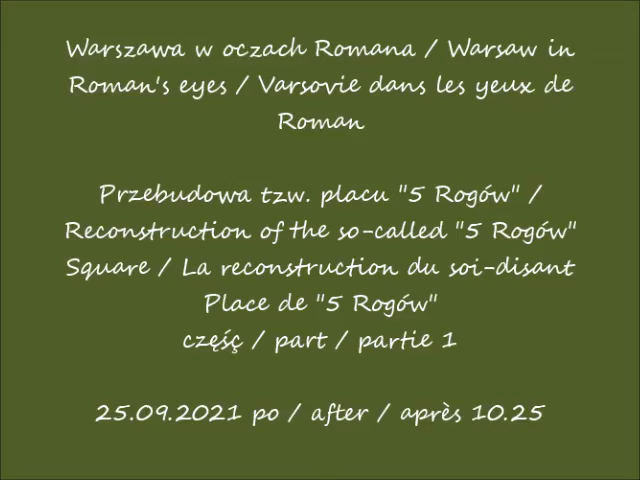 Warszawa w oczach Romana / Warsaw in
Roman's eyes / Varsovie dans les yeux de
Roman
Przebudowa tzw. placu "5 Rogów" /
Reconstruction of the so-called "5 Rogów"
Square / La reconstruction du soi-disant
Place de "5 Rogów"
częśç / part / partie 1
25.09.2021 po / after / après 10.25